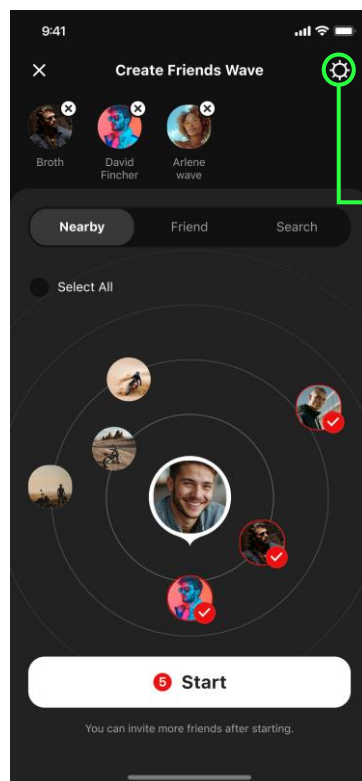 9:41
Create Friends Wave
Broth
David
Fincher
Arlene
wave
Nearby
Friend
Search
Select All
5 Start
You can invite more friends after starting.